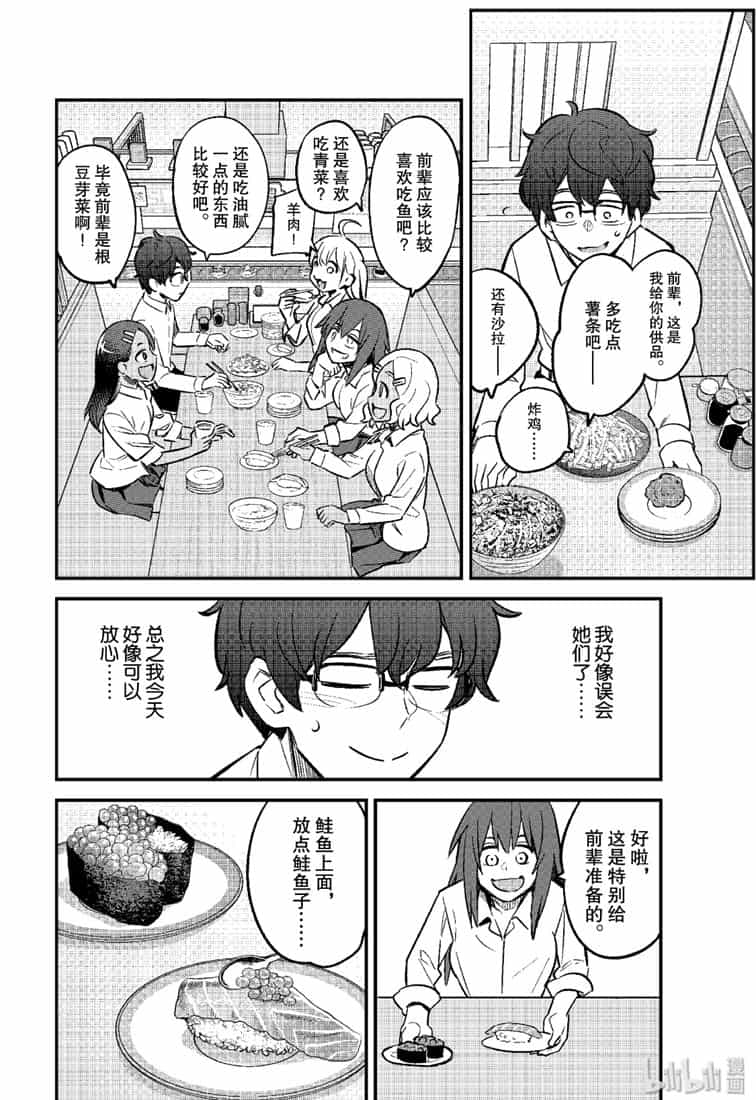 前辈，这是
我给你的供品。
多吃点
薯条吧——
还有沙拉——
炸鸡……
前辈应该比较
喜欢吃鱼吧？
还是喜欢
吃青菜？
羊肉！
还是吃油腻
一点的东西
比较好吧。
毕竟前辈是根
豆芽菜啊！
我好像误会
她们了……
总之我今天
好像可以
放心……
好啦，
这是特别给
前辈准备的。
鲑鱼上面，
放点鲑鱼子……
bilibili
漫画